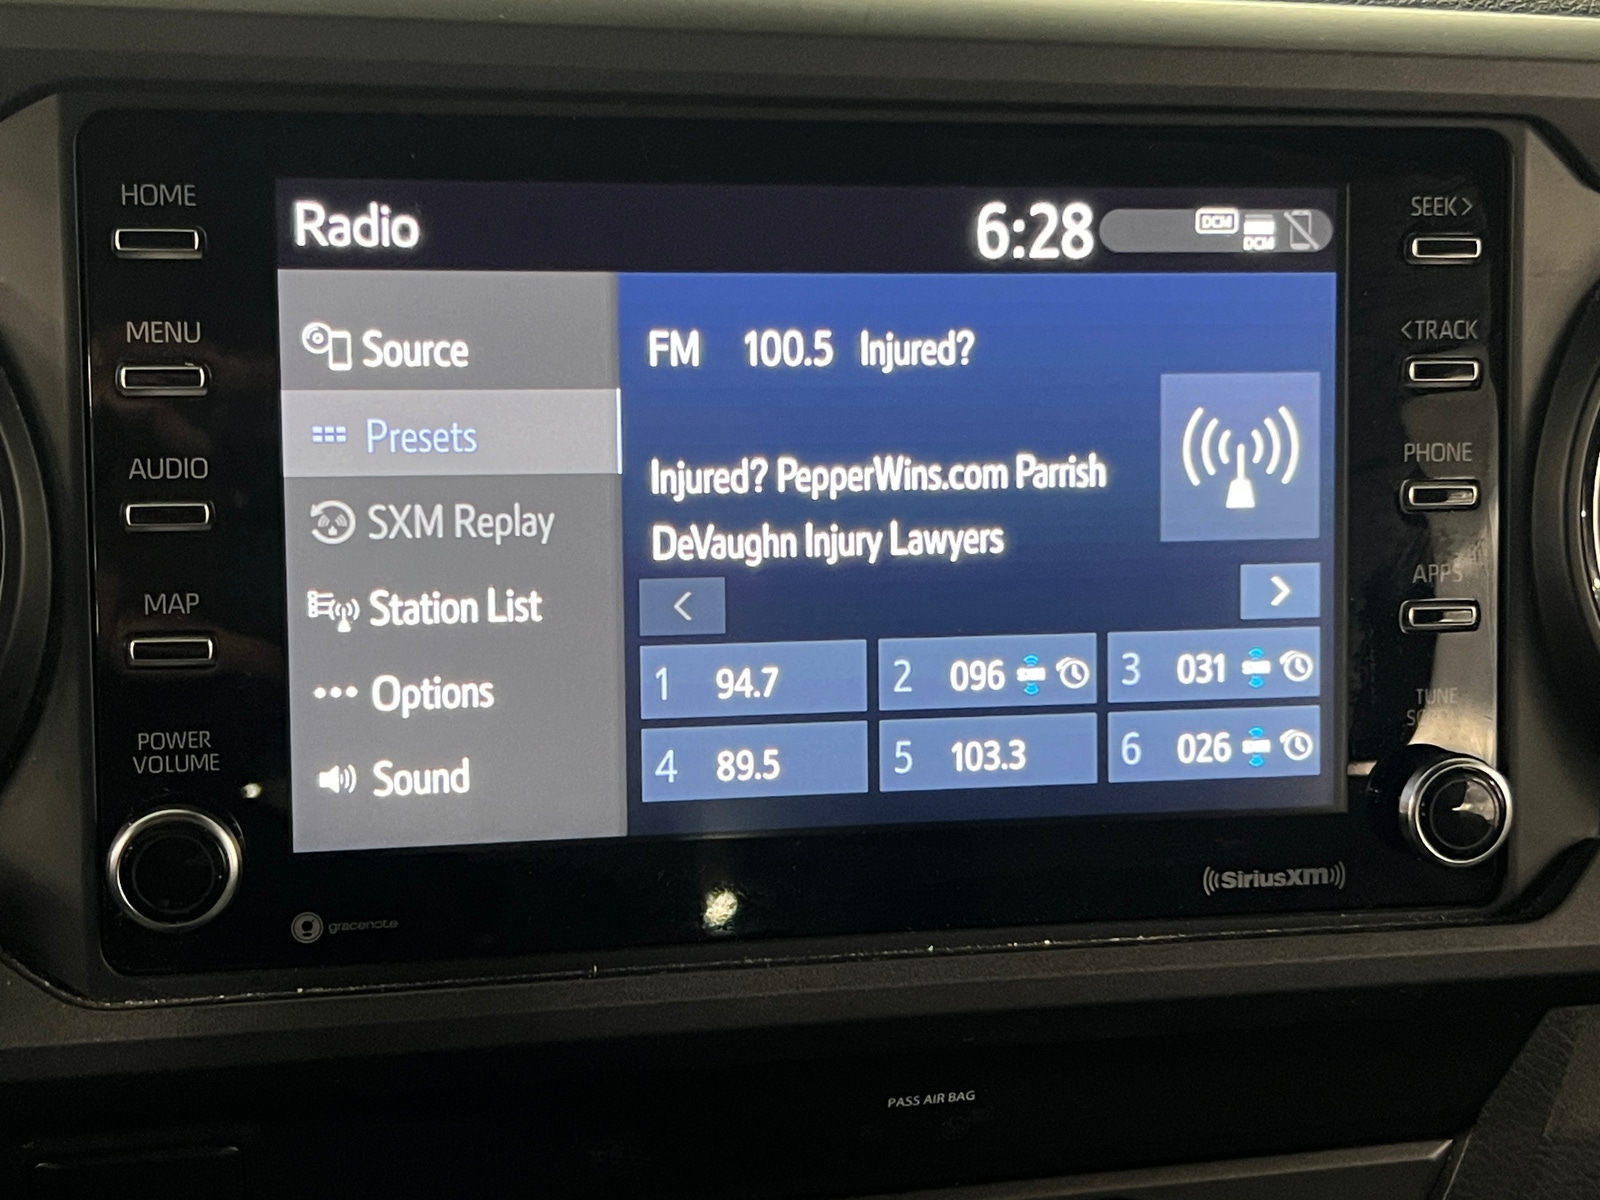 HOME
MENU
AUDIO
MAP
POWER
VOLUME
Radio
6:28
DCM
DCM
Source
Presets
SXM Replay
Station List
Options
Sound
FM 100.5 Injured?
Injured? PepperWins.com Parrish
DeVaughn Injury Lawyers
<
>
1 94.7
2 096
3 031
4 89.5
5 103.3
6 026
SEEK>
<TRACK
PHONE
APPS
TUNE
gracenote
SiriusXM
PASS AIR BAG